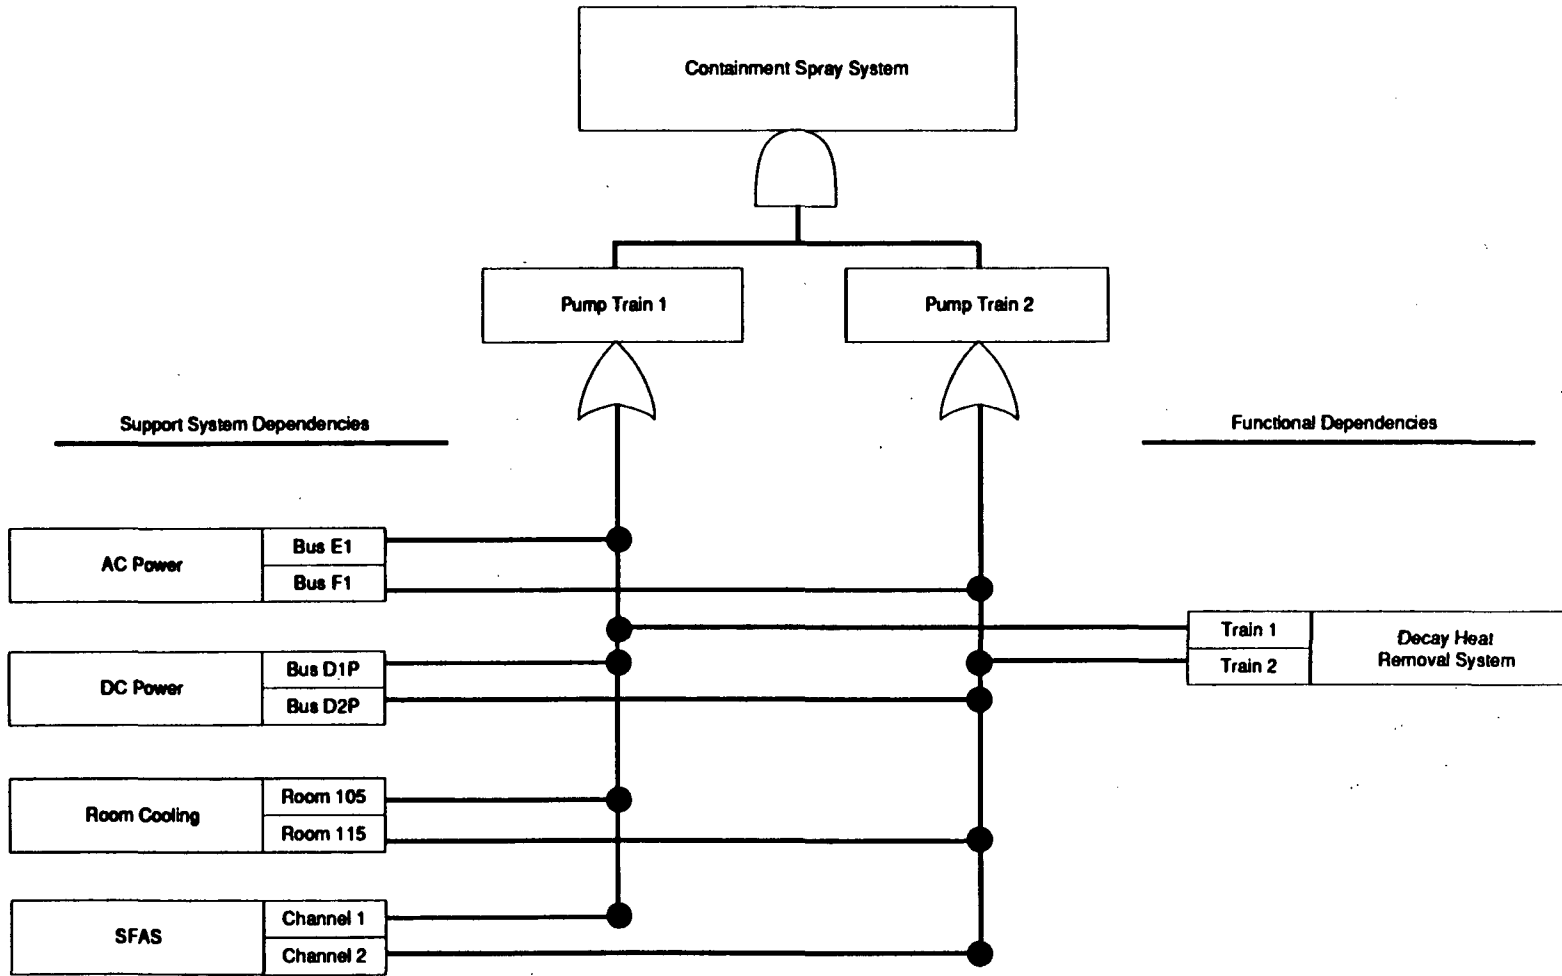 Containment Spray System
Pump Train 1
Pump Train 2
Support System Dependencies
Functional Dependencies
AC Power
Bus E1
Bus F1
Train 1
Train 2
Decay Heat
Removal System
DC Power
Bus D1P
Bus D2P
Room Cooling
Room 105
Room 115
SFAS
Channel 1
Channel 2